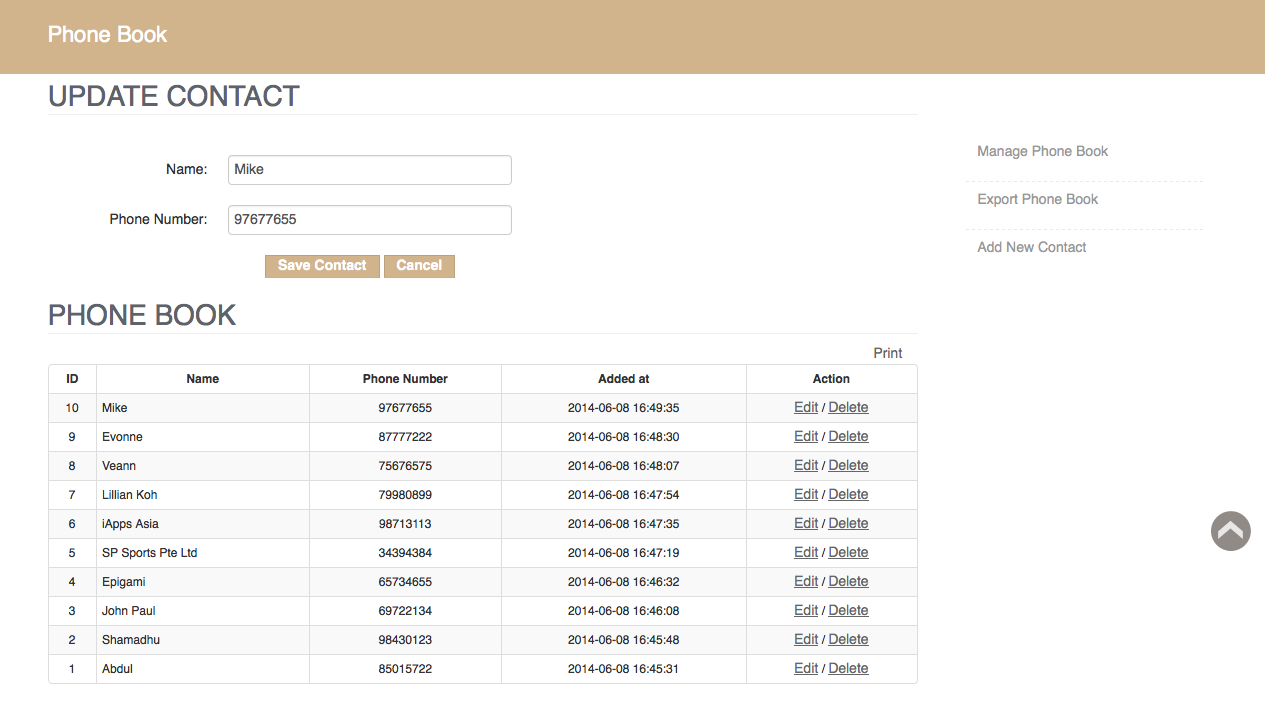 Phone Book
UPDATE CONTACT
Name: Mike
Phone Number: 97677655
Save Contact Cancel
Manage Phone Book
Export Phone Book
Add New Contact
PHONE BOOK
Print
ID Name Phone Number Added at Action
10 Mike 97677655 2014-06-08 16:49:35 Edit / Delete
9 Evonne 87777222 2014-06-08 16:48:30 Edit / Delete
8 Veann 75676575 2014-06-08 16:48:07 Edit / Delete
7 Lillian Koh 79980899 2014-06-08 16:47:54 Edit / Delete
6 iApps Asia 98713113 2014-06-08 16:47:35 Edit / Delete
5 SP Sports Pte Ltd 34394384 2014-06-08 16:47:19 Edit / Delete
4 Epigami 65734655 2014-06-08 16:46:32 Edit / Delete
3 John Paul 69722134 2014-06-08 16:46:08 Edit / Delete
2 Shamadhu 98430123 2014-06-08 16:45:48 Edit / Delete
1 Abdul 85015722 2014-06-08 16:45:31 Edit / Delete